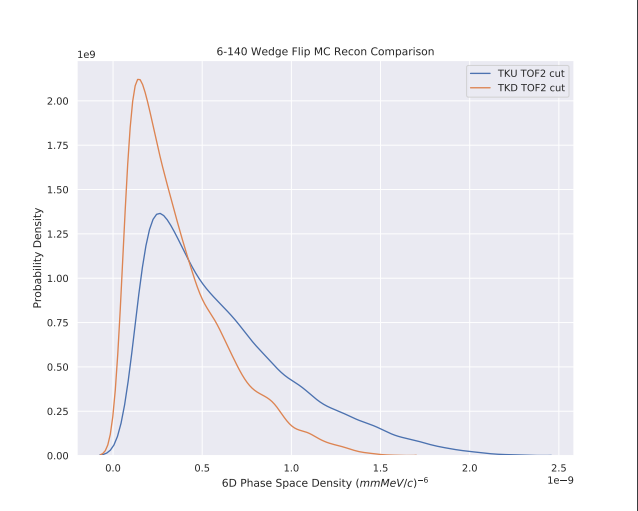 6-140 Wedge Flip MC Recon Comparison
1e9
TKU TOF2 cut
TKD TOF2 cut
2.00
1.75
1.50
1.25
1.00
0.75
0.50
0.25
0.00
Probability Density
0.0 0.5 1.0 1.5 2.0 2.5
1e−9
6D Phase Space Density (mmMeV/c)⁻⁶